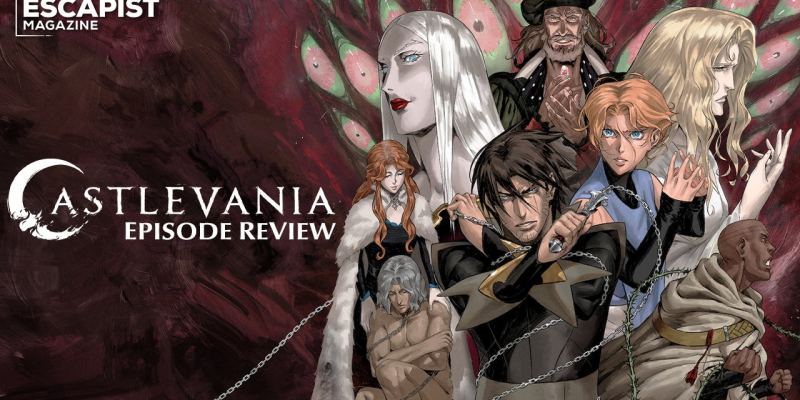 ESCAPIST
MAGAZINE
CASTLEVANIA
EPISODE REVIEW